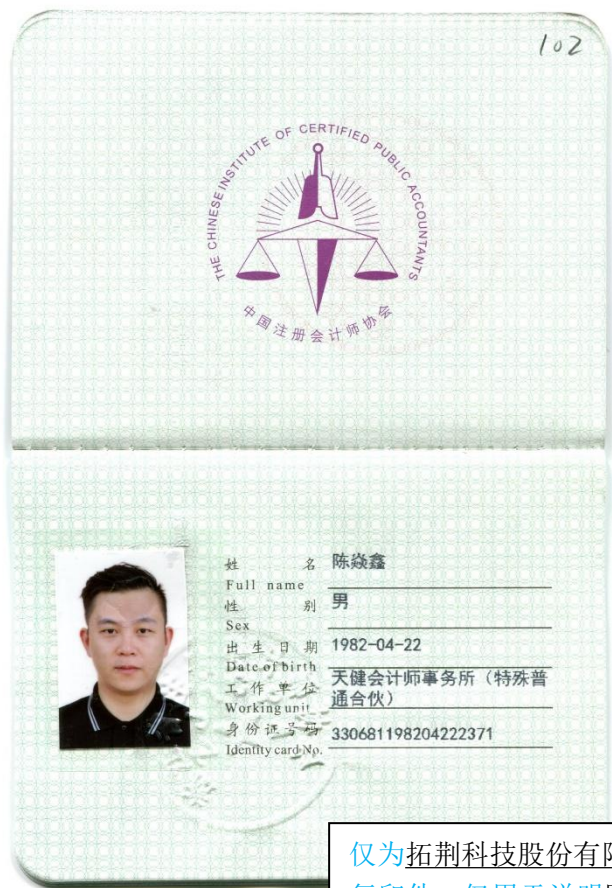 102
THE CHINESE INSTITUTE OF CERTIFIED PUBLIC ACCOUNTANTS
中国注册会计师协会
姓 名 陈焱鑫
Full name
性 别 男
Sex
出生日期 1982-04-22
Date of birth
工作单位 天健会计师事务所（特殊普
Working unit 通合伙）
身份证号码 330681198204222371
Identity card No.
仅为拓荆科技股份有